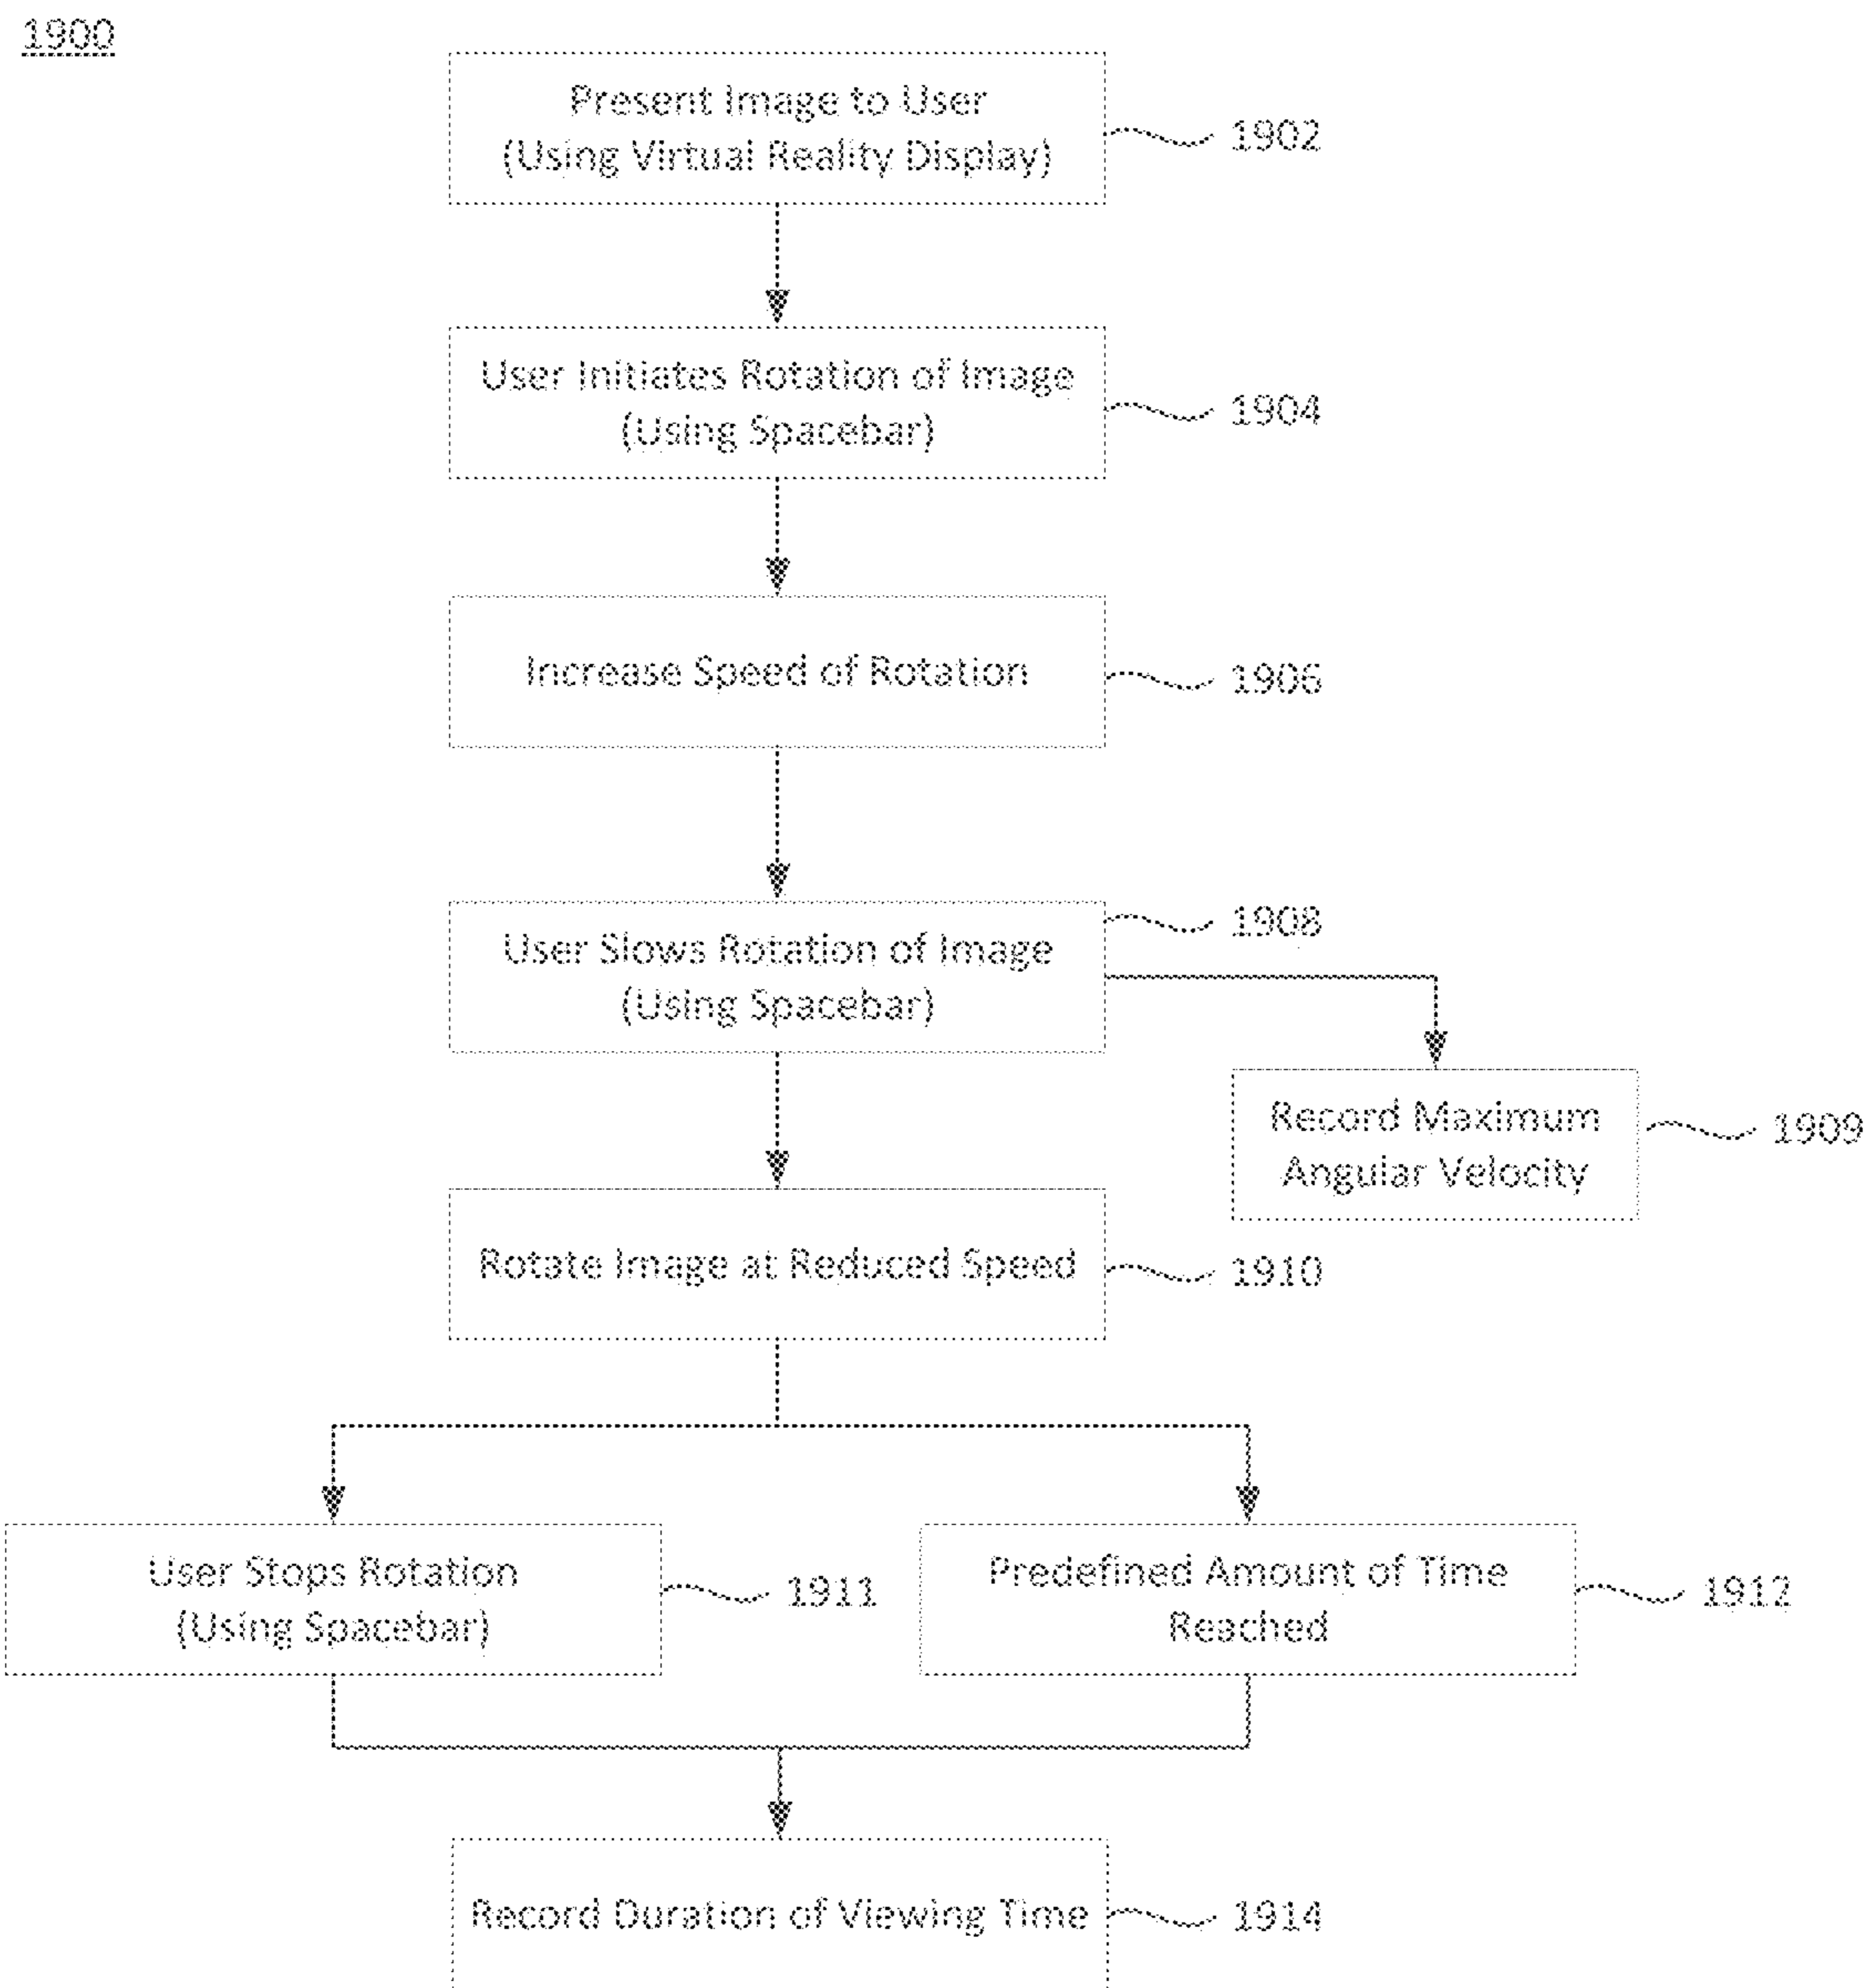 1900
Present Image to User
(Using Virtual Reality Display)
1902
User Initiates Rotation of Image
(Using Spacebar)
1904
Increase Speed of Rotation
1906
User Slows Rotation of Image
(Using Spacebar)
1908
Record Maximum
Angular Velocity
1909
Rotate Image at Reduced Speed
1910
User Stops Rotation
(Using Spacebar)
1911
Predefined Amount of Time
Reached
1912
Record Duration of Viewing Time
1914